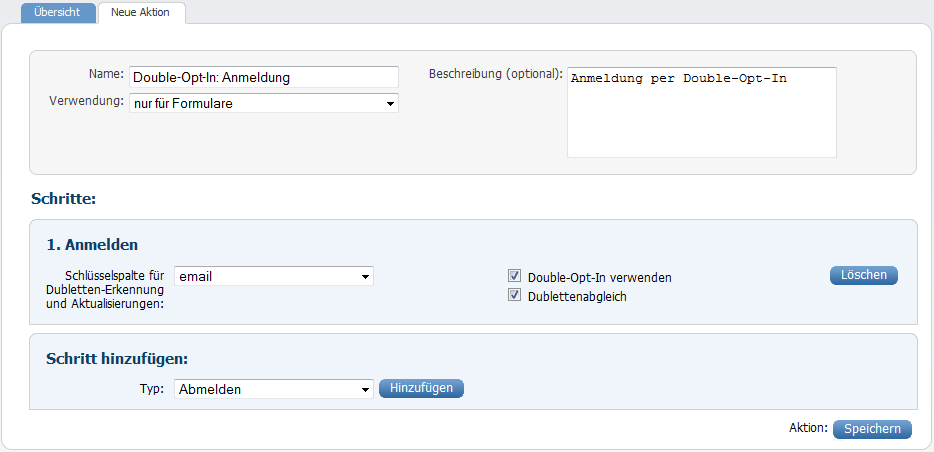 Übersicht
Neue Aktion
Name:
Double-Opt-In: Anmeldung
Verwendung:
nur für Formulare
Beschreibung (optional):
Anmeldung per Double-Opt-In
Schritte:
1. Anmelden
Schlüsselspalte für
Dubletten-Erkennung
und Aktualisierungen:
email
Double-Opt-In verwenden
Dublettenabgleich
Löschen
Schritt hinzufügen:
Typ:
Abmelden
Hinzufügen
Aktion:
Speichern